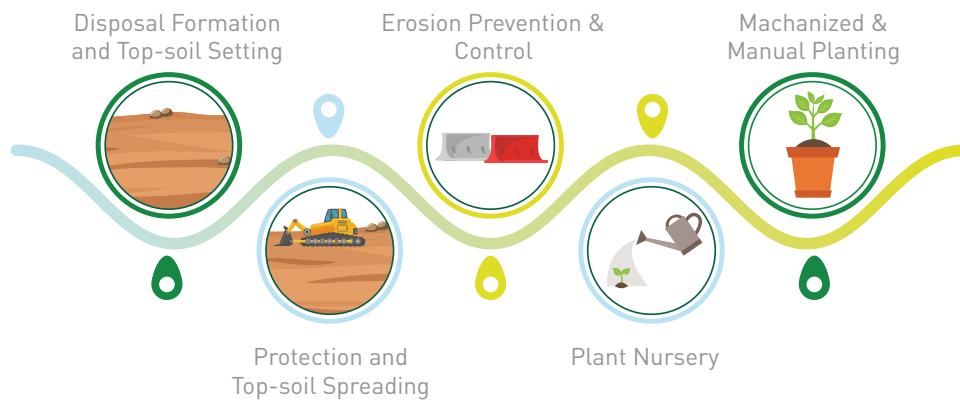 Disposal Formation
and Top-soil Setting
Erosion Prevention &
Control
Machanized &
Manual Planting
Protection and
Top-soil Spreading
Plant Nursery